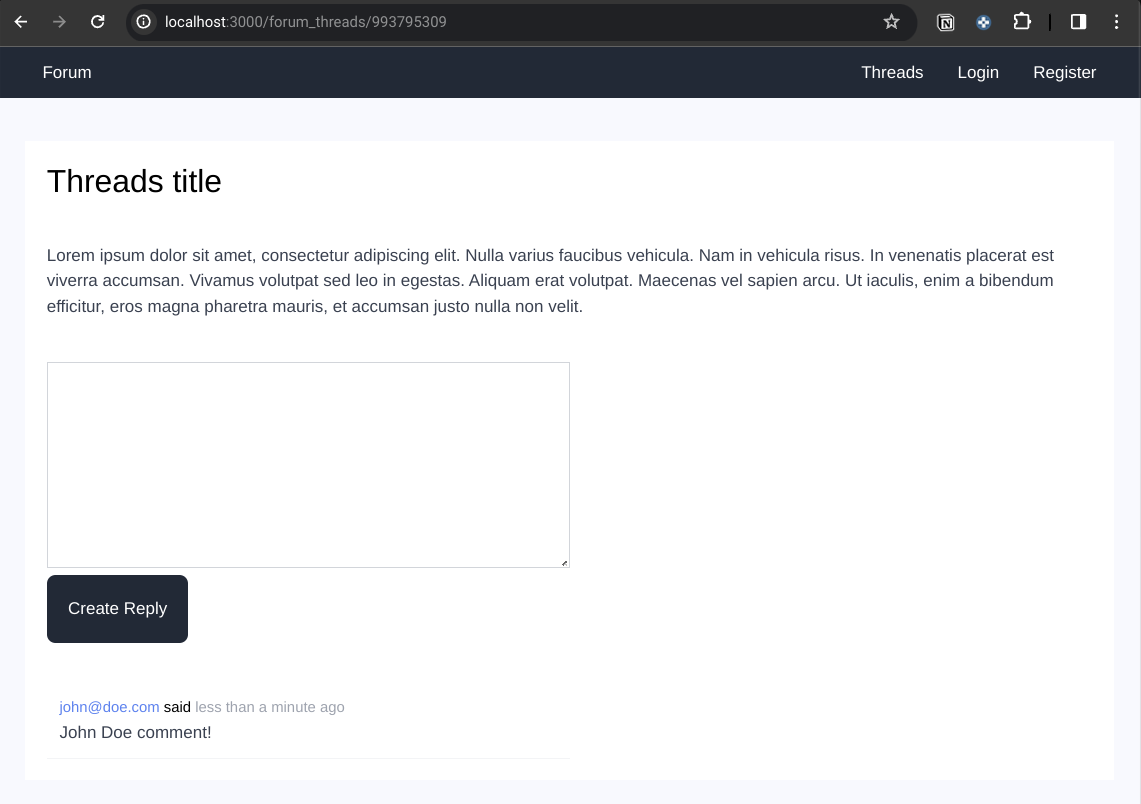 localhost:3000/forum_threads/993795309
Forum
Threads
Login
Register
Threads title
Lorem ipsum dolor sit amet, consectetur adipiscing elit. Nulla varius faucibus vehicula. Nam in vehicula risus. In venenatis placerat est
viverra accumsan. Vivamus volutpat sed leo in egestas. Aliquam erat volutpat. Maecenas vel sapien arcu. Ut iaculis, enim a bibendum
efficitur, eros magna pharetra mauris, et accumsan justo nulla non velit.
Create Reply
john@doe.com said less than a minute ago
John Doe comment!